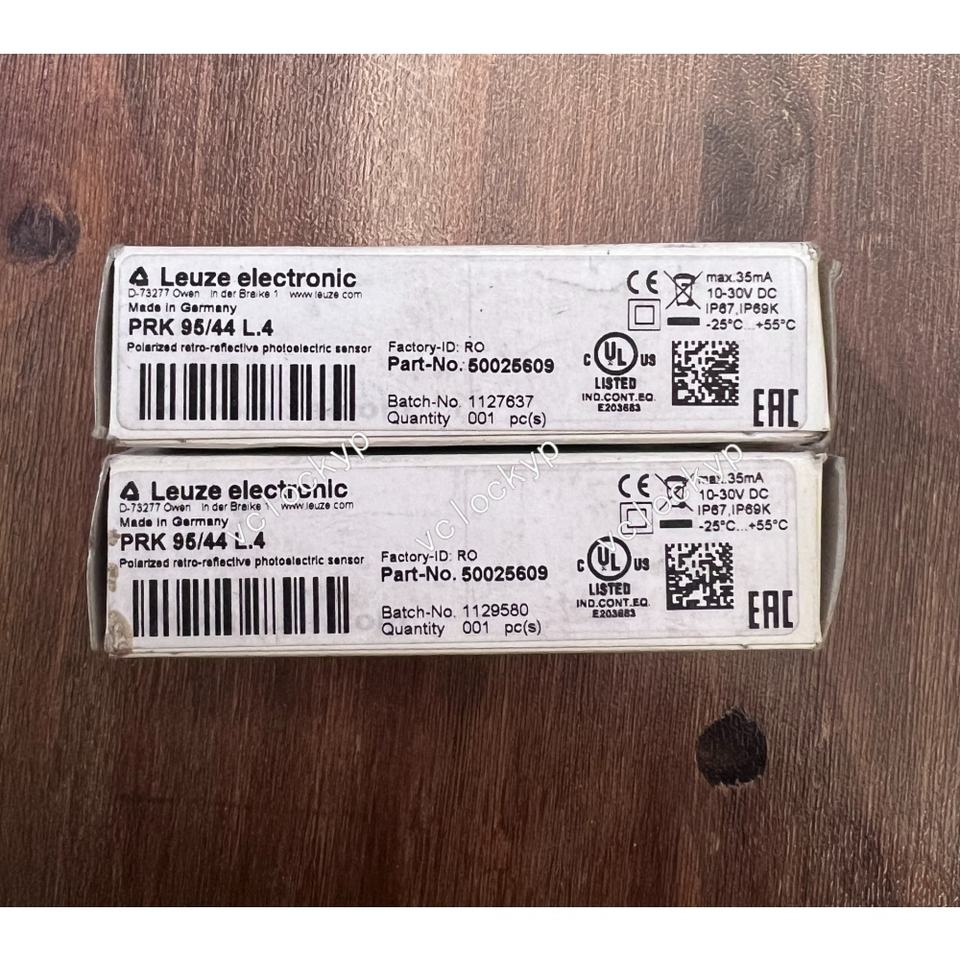 Leuze electronic
D-73277 Owen In der Braike 1 www.leuze.com
Made in Germany
PRK 95/44 L.4
Polarized retro-reflective photoelectric sensor
Factory-ID: RO
Part-No. 50025609
Batch-No. 1127637
Quantity 001 pc(s)
CE
max.35mA
10-30V DC
IP67,IP69K
-25°C...+55°C
C UL US
LISTED
IND.CONT.EQ.
E203683
EAC
Leuze electronic
D-73277 Owen In der Braike 1 www.leuze.com
Made in Germany
PRK 95/44 L.4
Polarized retro-reflective photoelectric sensor
Factory-ID: RO
Part-No. 50025609
Batch-No. 1129580
Quantity 001 pc(s)
CE
max.35mA
10-30V DC
IP67,IP69K
-25°C...+55°C
C UL US
LISTED
IND.CONT.EQ.
E203683
EAC
vclockyp
vclockyp
vclockyp